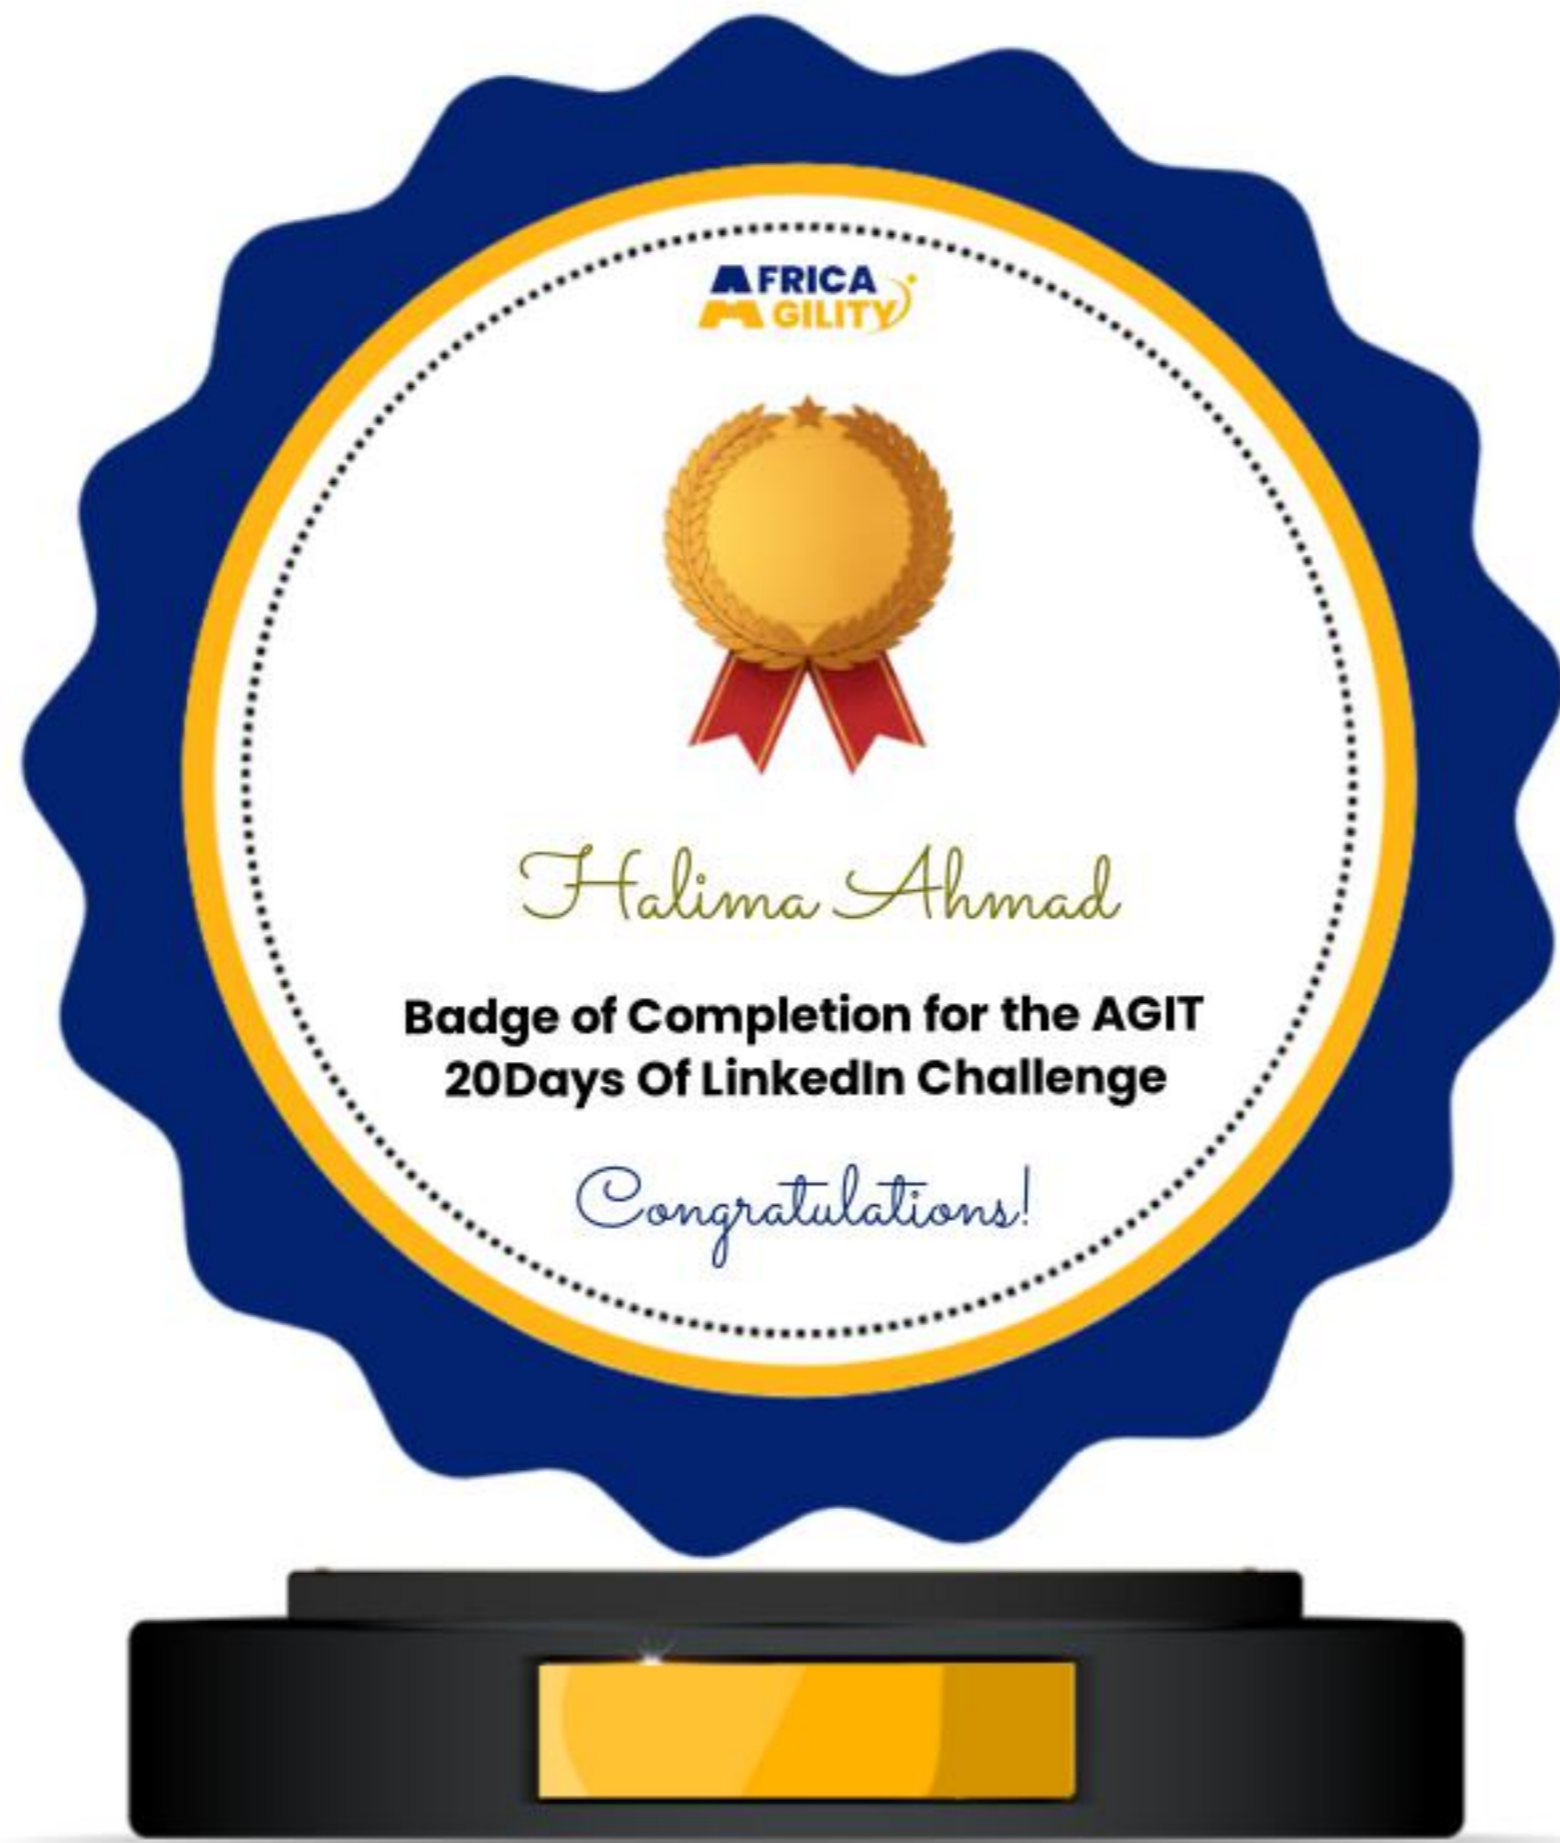 AFRICA
AGILITY
Halima Ahmad
Badge of Completion for the AGIT
20Days Of LinkedIn Challenge
Congratulations!